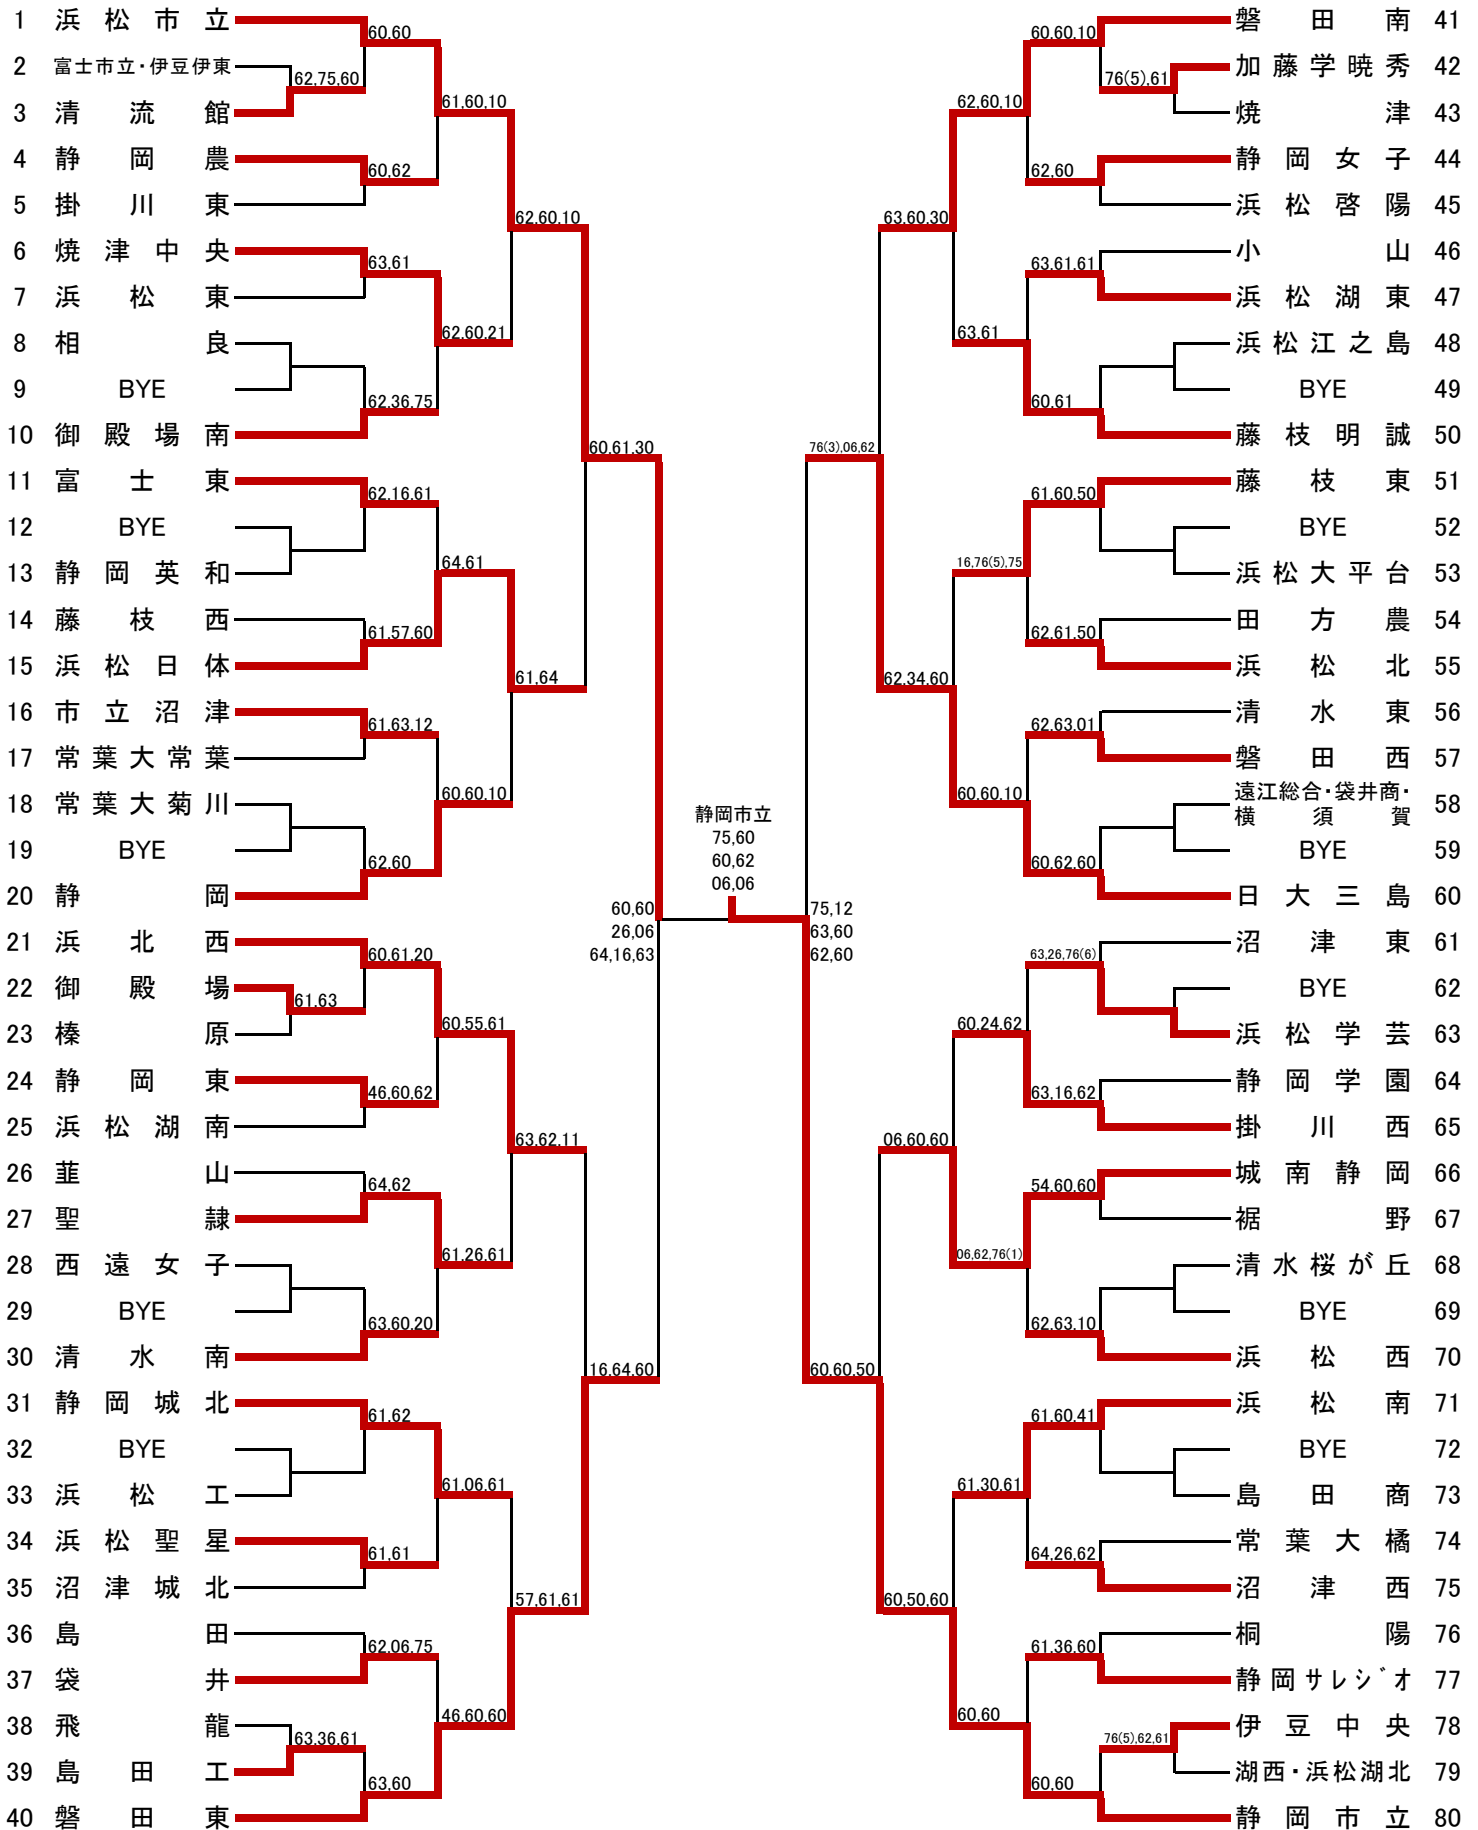 1 浜松市立
2 富士市立・伊豆伊東
3 清流館
4 静岡農
5 掛川東
6 焼津中央
7 浜松東
8 相良
9 BYE
10 御殿場南
11 富士東
12 BYE
13 静岡英和
14 藤枝西
15 浜松日体
16 市立沼津
17 常葉大常葉
18 常葉大菊川
19 BYE
20 静岡
21 浜北西
22 御殿場
23 榛原
24 静岡東
25 浜松湖南
26 韮山
27 聖隷
28 西遠女子
29 BYE
30 清水南
31 静岡城北
32 BYE
33 浜松工
34 浜松聖星
35 沼津城北
36 島田
37 袋井
38 飛龍
39 島田工
40 磐田東
62,75,60
61,63
63,36,61
60,60
60,62
63,61
62,36,75
62,16,61
61,57,60
61,63,12
62,60
60,61,20
46,60,62
64,62
63,60,20
61,62
61,61
62,06,75
63,60
61,60,10
62,60,21
64,61
60,60,10
60,55,61
61,26,61
61,06,61
46,60,60
62,60,10
61,64
63,62,11
57,61,61
60,61,30
16,64,60
60,60
26,06
64,16,63
静岡市立
75,60
60,62
06,06
75,12
63,60
62,60
76(3),06,62
60,60,50
63,60,30
62,34,60
06,60,60
60,50,60
62,60,10
63,61
16,76(5),75
60,60,10
60,24,62
06,62,76(1)
61,30,61
60,60
60,60,10
62,60
63,61,61
60,61
61,60,50
62,61,50
62,63,01
60,62,60
63,26,76(6)
63,16,62
54,60,60
62,63,10
61,60,41
64,26,62
61,36,60
60,60
76(5),61
76(5),62,61
磐田南 41
加藤学暁秀 42
焼津 43
静岡女子 44
浜松啓陽 45
小山 46
浜松湖東 47
浜松江之島 48
BYE 49
藤枝明誠 50
藤枝東 51
BYE 52
浜松大平台 53
田方農 54
浜松北 55
清水東 56
磐田西 57
遠江総合・袋井商・
横須賀 58
BYE 59
日大三島 60
沼津東 61
BYE 62
浜松学芸 63
静岡学園 64
掛川西 65
城南静岡 66
裾野 67
清水桜が丘 68
BYE 69
浜松西 70
浜松南 71
BYE 72
島田商 73
常葉大橘 74
沼津西 75
桐陽 76
静岡サレジオ 77
伊豆中央 78
湖西・浜松湖北 79
静岡市立 80